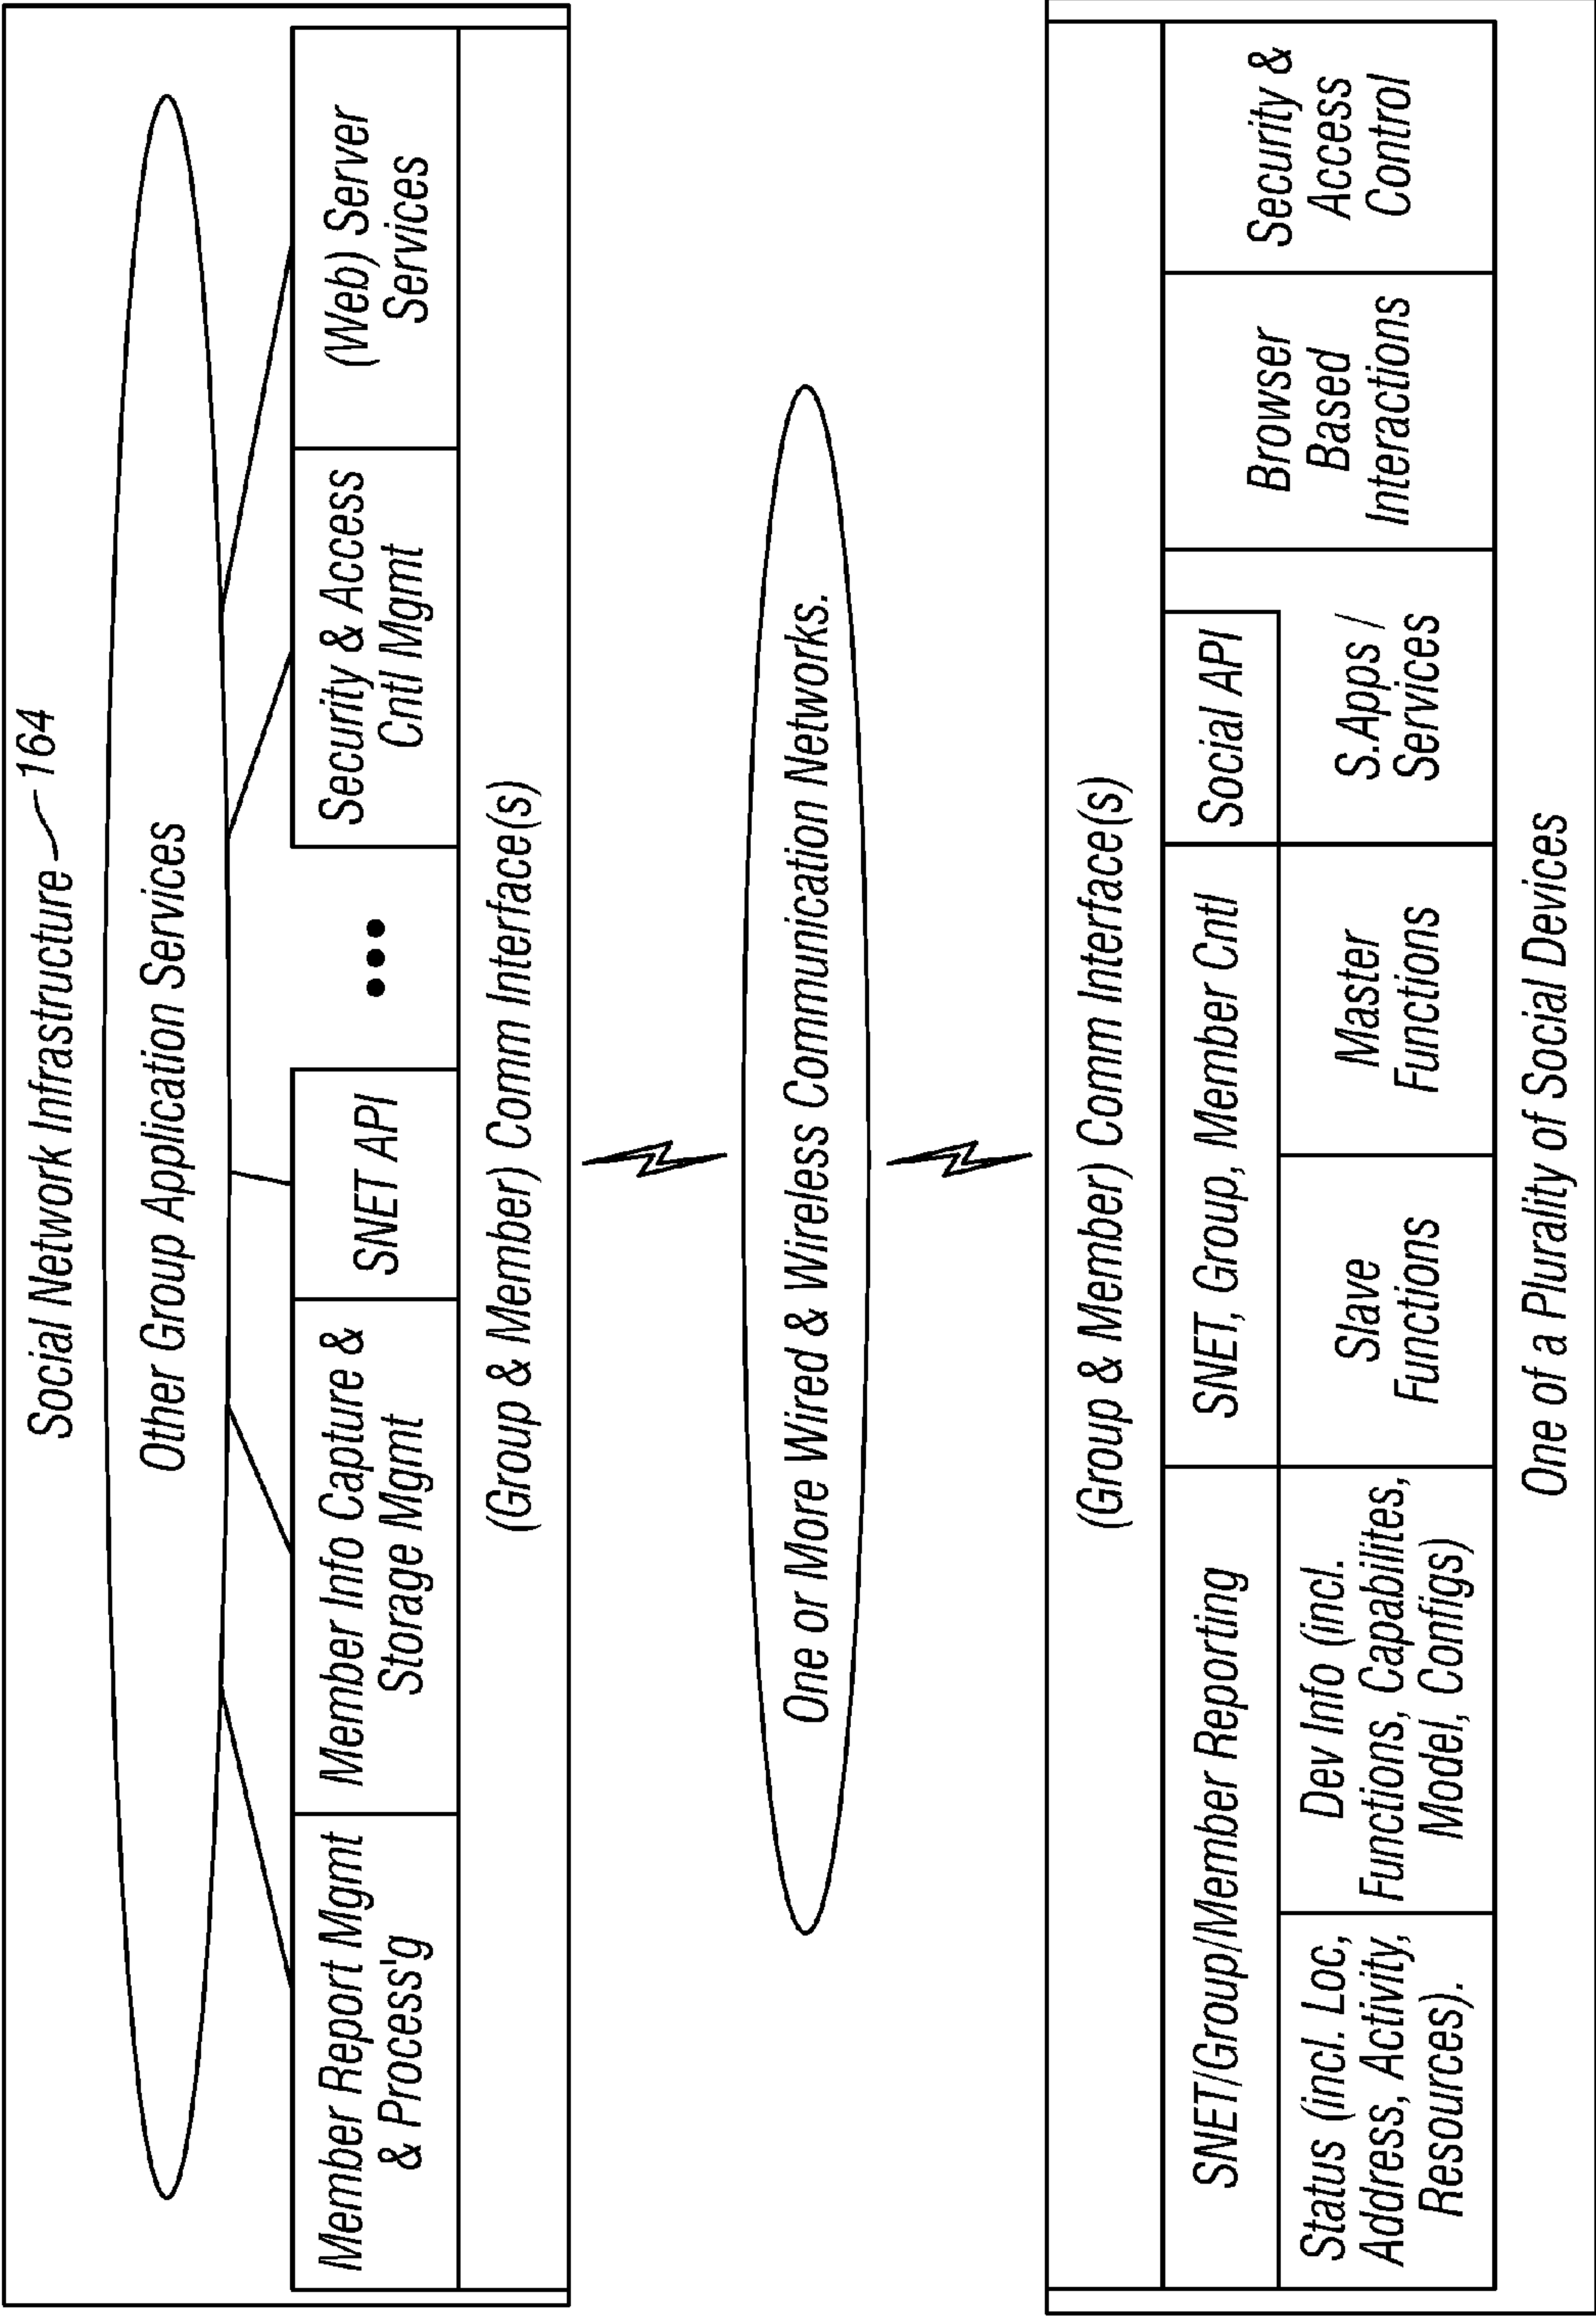 Social Network Infrastructure 164
Other Group Application Services
Member Report Mgmt
& Process'g
Member Info Capture &
Storage Mgmt
SNET API
Security & Access
Cntl Mgmt
(Web) Server
Services
(Group & Member) Comm Interface(s)
One or More Wired & Wireless Communication Networks.
(Group & Member) Comm Interface(s)
SNET/Group/Member Reporting
Status (incl. Loc,
Address, Activity,
Resources).
Dev Info (incl.
Functions, Capabilites,
Model, Configs)
SNET, Group, Member Cntl
Slave
Functions
Master
Functions
Social API
S.Apps /
Services
Browser
Based
Interactions
Security &
Access
Control
One of a Plurality of Social Devices